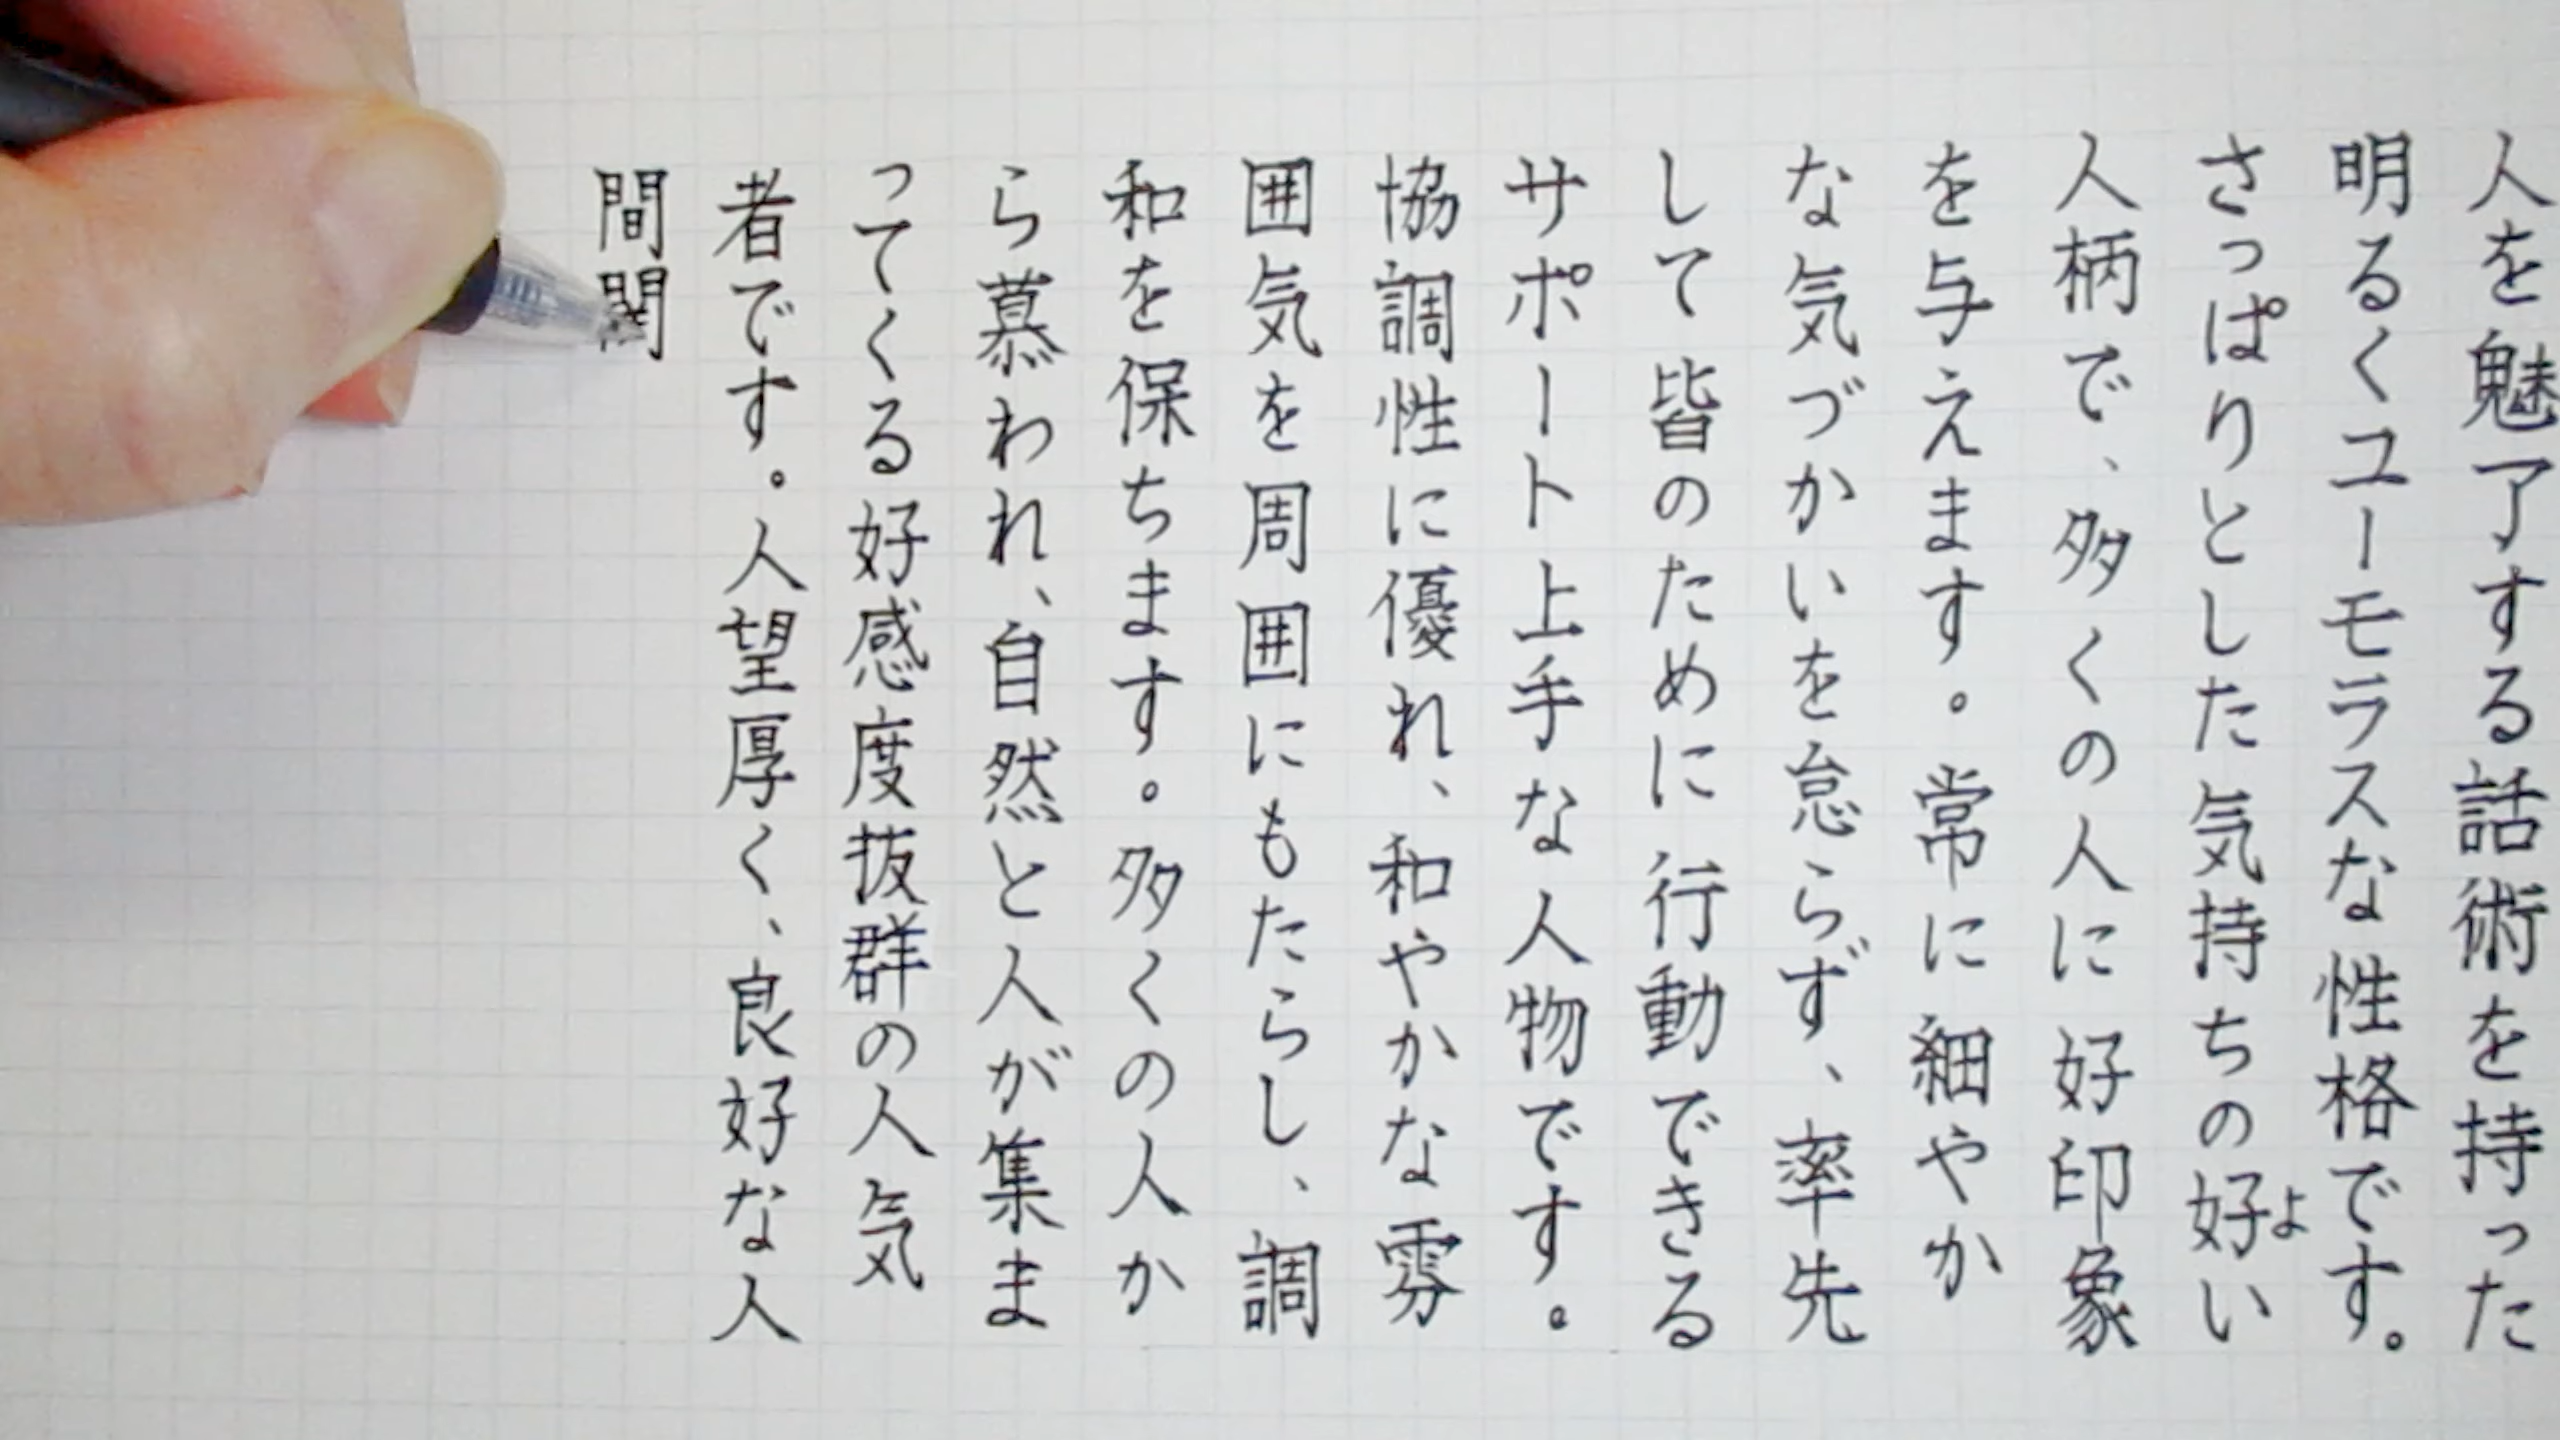 人を魅了する話術を持った
明るくユーモラスな性格です。
さっぱりとした気持ちの好い
よ
人柄で、多くの人に好印象
を与えます。常に細やか
な気づかいを怠らず、率先
して皆のために行動できる
サポート上手な人物です。
協調性に優れ、和やかな雰
囲気を周囲にもたらし、調
和を保ちます。多くの人か
ら慕われ、自然と人が集ま
ってくる好感度抜群の人気
者です。人望厚く、良好な人
間関